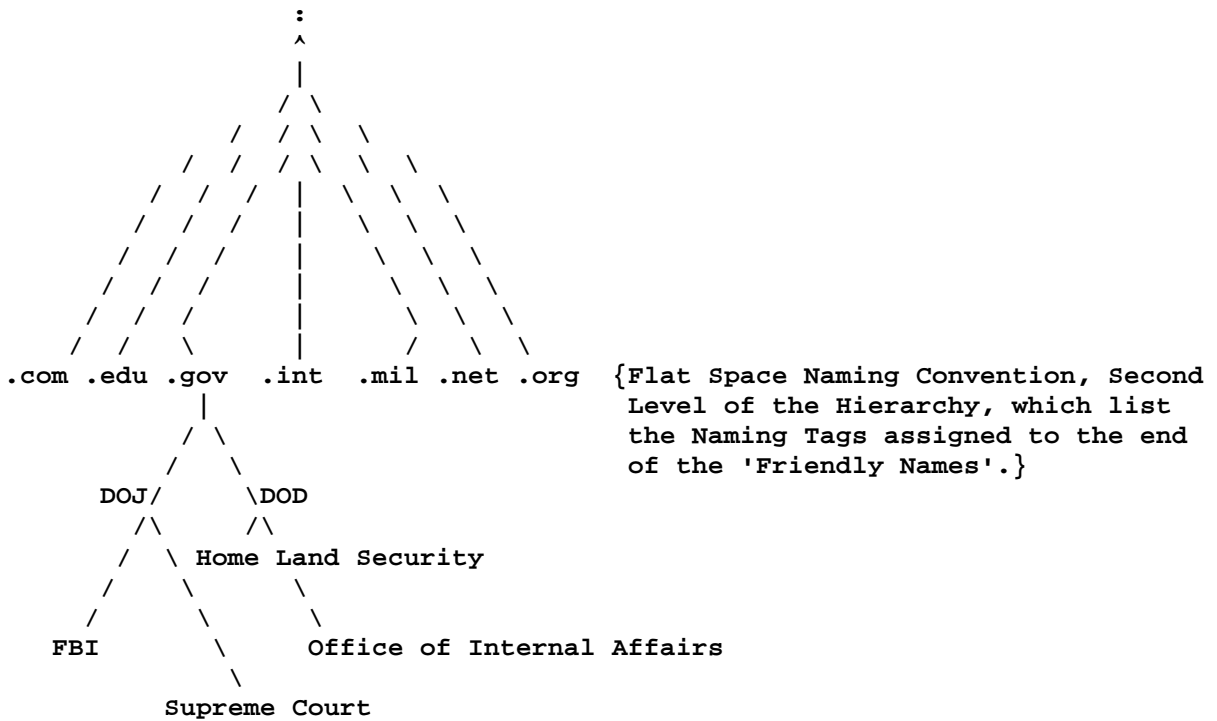 :
.com .edu .gov .int .mil .net .org {Flat Space Naming Convention, Second
Level of the Hierarchy, which list
the Naming Tags assigned to the end
of the 'Friendly Names'.}
DOJ DOD
Home Land Security
FBI Office of Internal Affairs
Supreme Court